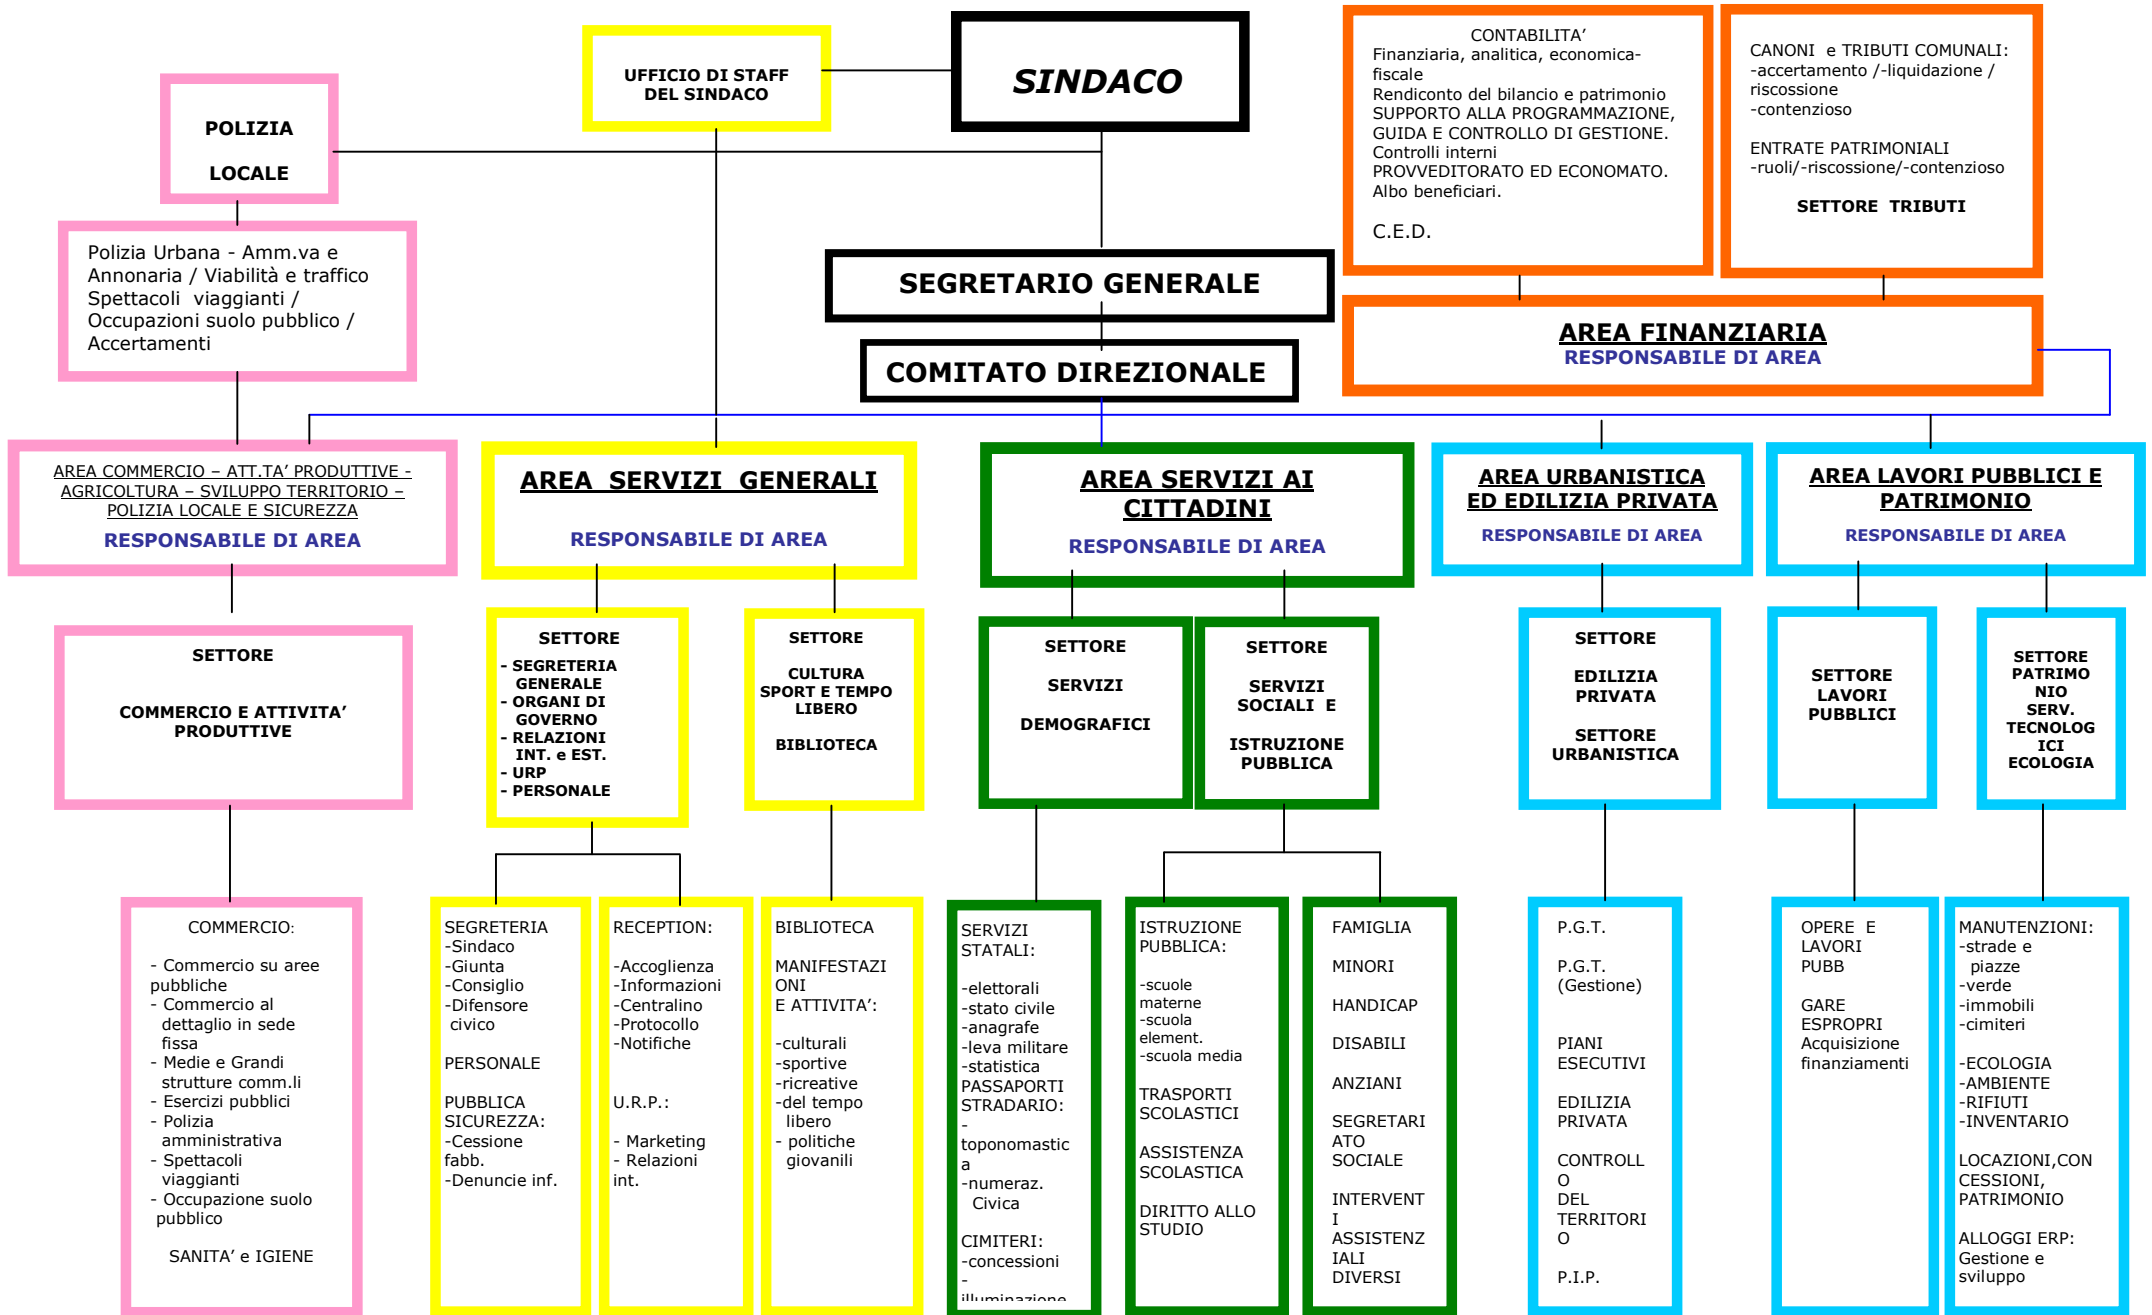 UFFICIO DI STAFF
DEL SINDACO
SINDACO
CONTABILITA’
Finanziaria, analitica, economica-
fiscale
Rendiconto del bilancio e patrimonio
SUPPORTO ALLA PROGRAMMAZIONE,
GUIDA E CONTROLLO DI GESTIONE.
Controlli interni
PROVVEDITORATO ED ECONOMATO.
Albo beneficiari.
C.E.D.
CANONI e TRIBUTI COMUNALI:
-accertamento /-liquidazione /
riscossione
-contenzioso
ENTRATE PATRIMONIALI
-ruoli/-riscossione/-contenzioso
SETTORE TRIBUTI
POLIZIA
LOCALE
Polizia Urbana - Amm.va e
Annonaria / Viabilità e traffico
Spettacoli viaggianti /
Occupazioni suolo pubblico /
Accertamenti
SEGRETARIO GENERALE
AREA FINANZIARIA
RESPONSABILE DI AREA
COMITATO DIREZIONALE
AREA COMMERCIO – ATT.TA’ PRODUTTIVE -
AGRICOLTURA – SVILUPPO TERRITORIO –
POLIZIA LOCALE E SICUREZZA
RESPONSABILE DI AREA
AREA SERVIZI GENERALI
RESPONSABILE DI AREA
AREA SERVIZI AI
CITTADINI
RESPONSABILE DI AREA
AREA URBANISTICA
ED EDILIZIA PRIVATA
RESPONSABILE DI AREA
AREA LAVORI PUBBLICI E
PATRIMONIO
RESPONSABILE DI AREA
SETTORE
COMMERCIO E ATTIVITA’
PRODUTTIVE
SETTORE
- SEGRETERIA
GENERALE
- ORGANI DI
GOVERNO
- RELAZIONI
INT. e EST.
- URP
- PERSONALE
SETTORE
CULTURA
SPORT E TEMPO
LIBERO
BIBLIOTECA
SETTORE
SERVIZI
DEMOGRAFICI
SETTORE
SERVIZI
SOCIALI E
ISTRUZIONE
PUBBLICA
SETTORE
EDILIZIA
PRIVATA
SETTORE
URBANISTICA
SETTORE
LAVORI
PUBBLICI
SETTORE
PATRIMO
NIO
SERV.
TECNOLOG
ICI
ECOLOGIA
COMMERCIO:
- Commercio su aree
pubbliche
- Commercio al
dettaglio in sede
fissa
- Medie e Grandi
strutture comm.li
- Esercizi pubblici
- Polizia
amministrativa
- Spettacoli
viaggianti
- Occupazione suolo
pubblico
SANITA’ e IGIENE
SEGRETERIA
-Sindaco
-Giunta
-Consiglio
-Difensore
civico
PERSONALE
PUBBLICA
SICUREZZA:
-Cessione
fabb.
-Denuncie inf.
RECEPTION:
-Accoglienza
-Informazioni
-Centralino
-Protocollo
-Notifiche
U.R.P.:
- Marketing
- Relazioni
int.
BIBLIOTECA
MANIFESTAZI
ONI
E ATTIVITA’:
-culturali
-sportive
-ricreative
-del tempo
libero
- politiche
giovanili
SERVIZI
STATALI:
-elettorali
-stato civile
-anagrafe
-leva militare
-statistica
PASSAPORTI
STRADARIO:
-
toponomastic
a
-numeraz.
Civica
CIMITERI:
-concessioni
-
illuminazione
ISTRUZIONE
PUBBLICA:
-scuole
materne
-scuola
element.
-scuola media
TRASPORTI
SCOLASTICI
ASSISTENZA
SCOLASTICA
DIRITTO ALLO
STUDIO
FAMIGLIA
MINORI
HANDICAP
DISABILI
ANZIANI
SEGRETARI
ATO
SOCIALE
INTERVENT
I
ASSISTENZ
IALI
DIVERSI
P.G.T.
P.G.T.
(Gestione)
PIANI
ESECUTIVI
EDILIZIA
PRIVATA
CONTROLL
O
DEL
TERRITORI
O
P.I.P.
OPERE E
LAVORI
PUBB
GARE
ESPROPRI
Acquisizione
finanziamenti
MANUTENZIONI:
-strade e
piazze
-verde
-immobili
-cimiteri
-ECOLOGIA
-AMBIENTE
-RIFIUTI
-INVENTARIO
LOCAZIONI,CON
CESSIONI,
PATRIMONIO
ALLOGGI ERP:
Gestione e
sviluppo